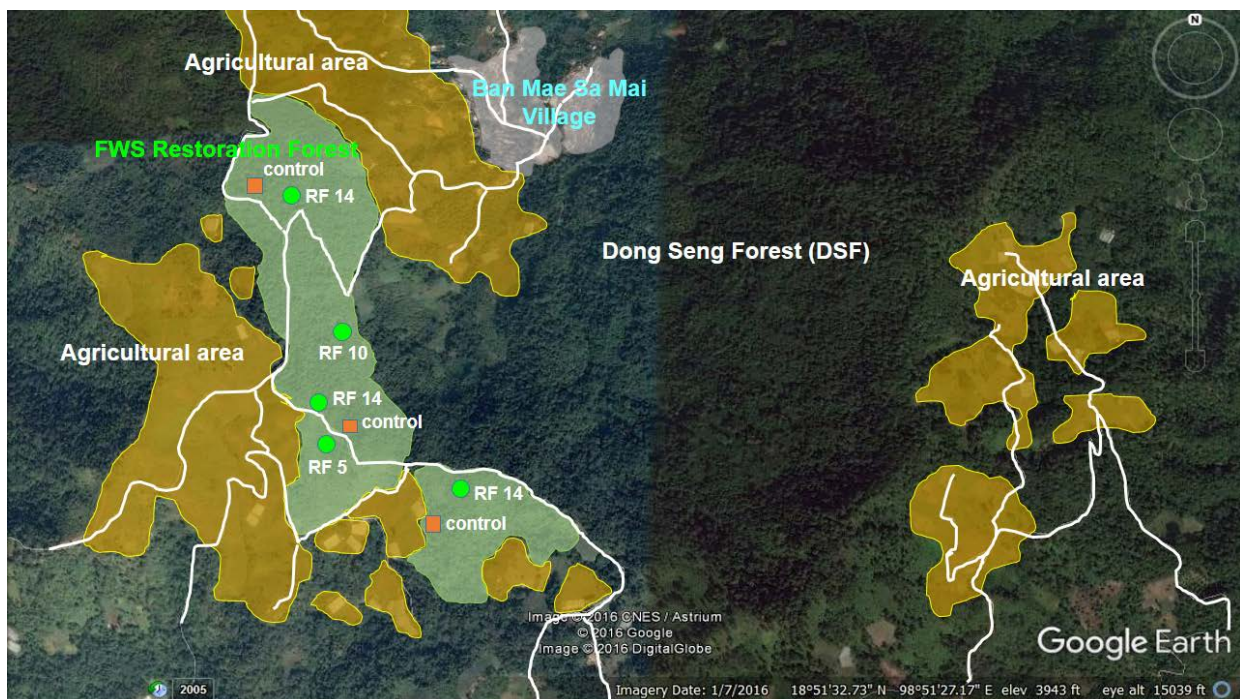 N
Agricultural area
Ban Mae Sa Mai
Village
FWS Restoration Forest
control
RF 14
Dong Seng Forest (DSF)
Agricultural area
Agricultural area
RF 10
RF 14
control
RF 5
RF 14
control
Image © 2016 CNES / Astrium
© 2016 Google
Image © 2016 DigitalGlobe
Google Earth
2005
Imagery Date: 1/7/2016 18°51'32.73" N 98°51'27.17" E elev 3943 ft eye alt 15039 ft